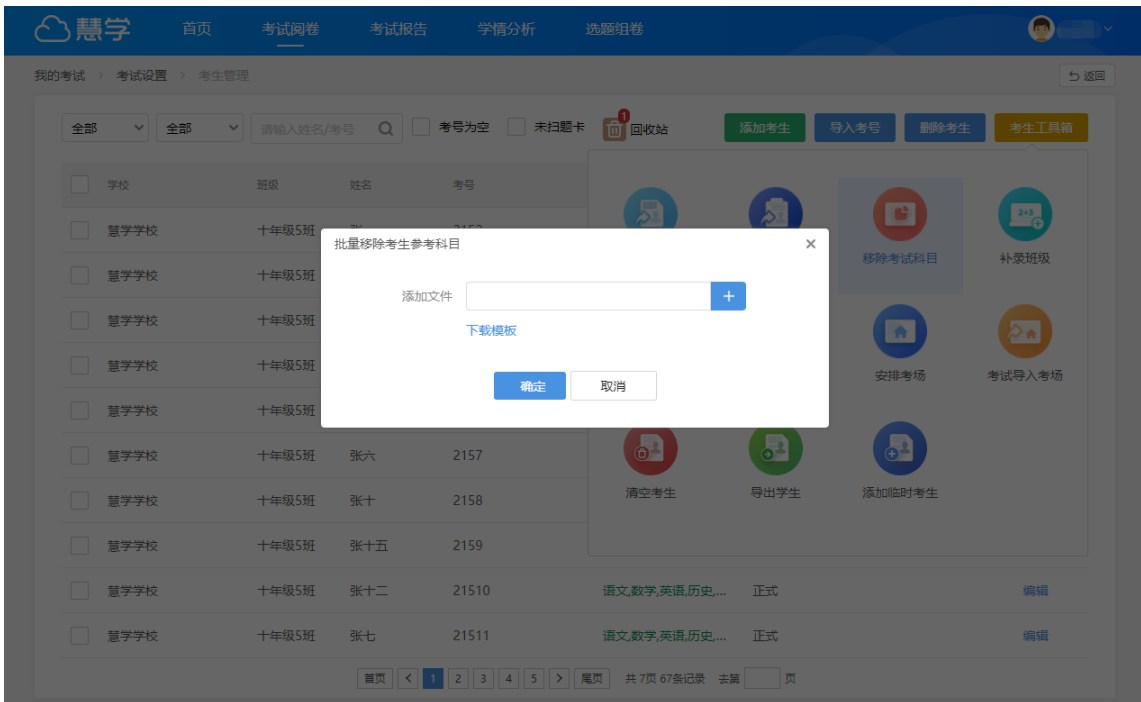 慧学 首页 考试阅卷 考试报告 学情分析 选题组卷
我的考试 > 考试设置 > 考生管理 返回
全部 全部 请输入姓名/考号 考号为空 未扫题卡 1 回收站 添加考生 导入考号 删除考生 考生工具箱
学校 班级 姓名 考号
慧学学校 十年级5班
移除考试科目 补录班级
批量移除考生参考科目
慧学学校 十年级5班
添加文件 +
慧学学校 十年级5班
下载模板
慧学学校 十年级5班
安排考场 考试导入考场
确定 取消
慧学学校 十年级5班
慧学学校 十年级5班 张六 2157
清空考生 导出学生 添加临时考生
慧学学校 十年级5班 张十 2158
慧学学校 十年级5班 张十五 2159
慧学学校 十年级5班 张十二 21510 语文,数学,英语,历史,... 正式 编辑
慧学学校 十年级5班 张七 21511 语文,数学,英语,历史,... 正式 编辑
首页 < 1 2 3 4 5 > 尾页 共 7页 67条记录 去第 页